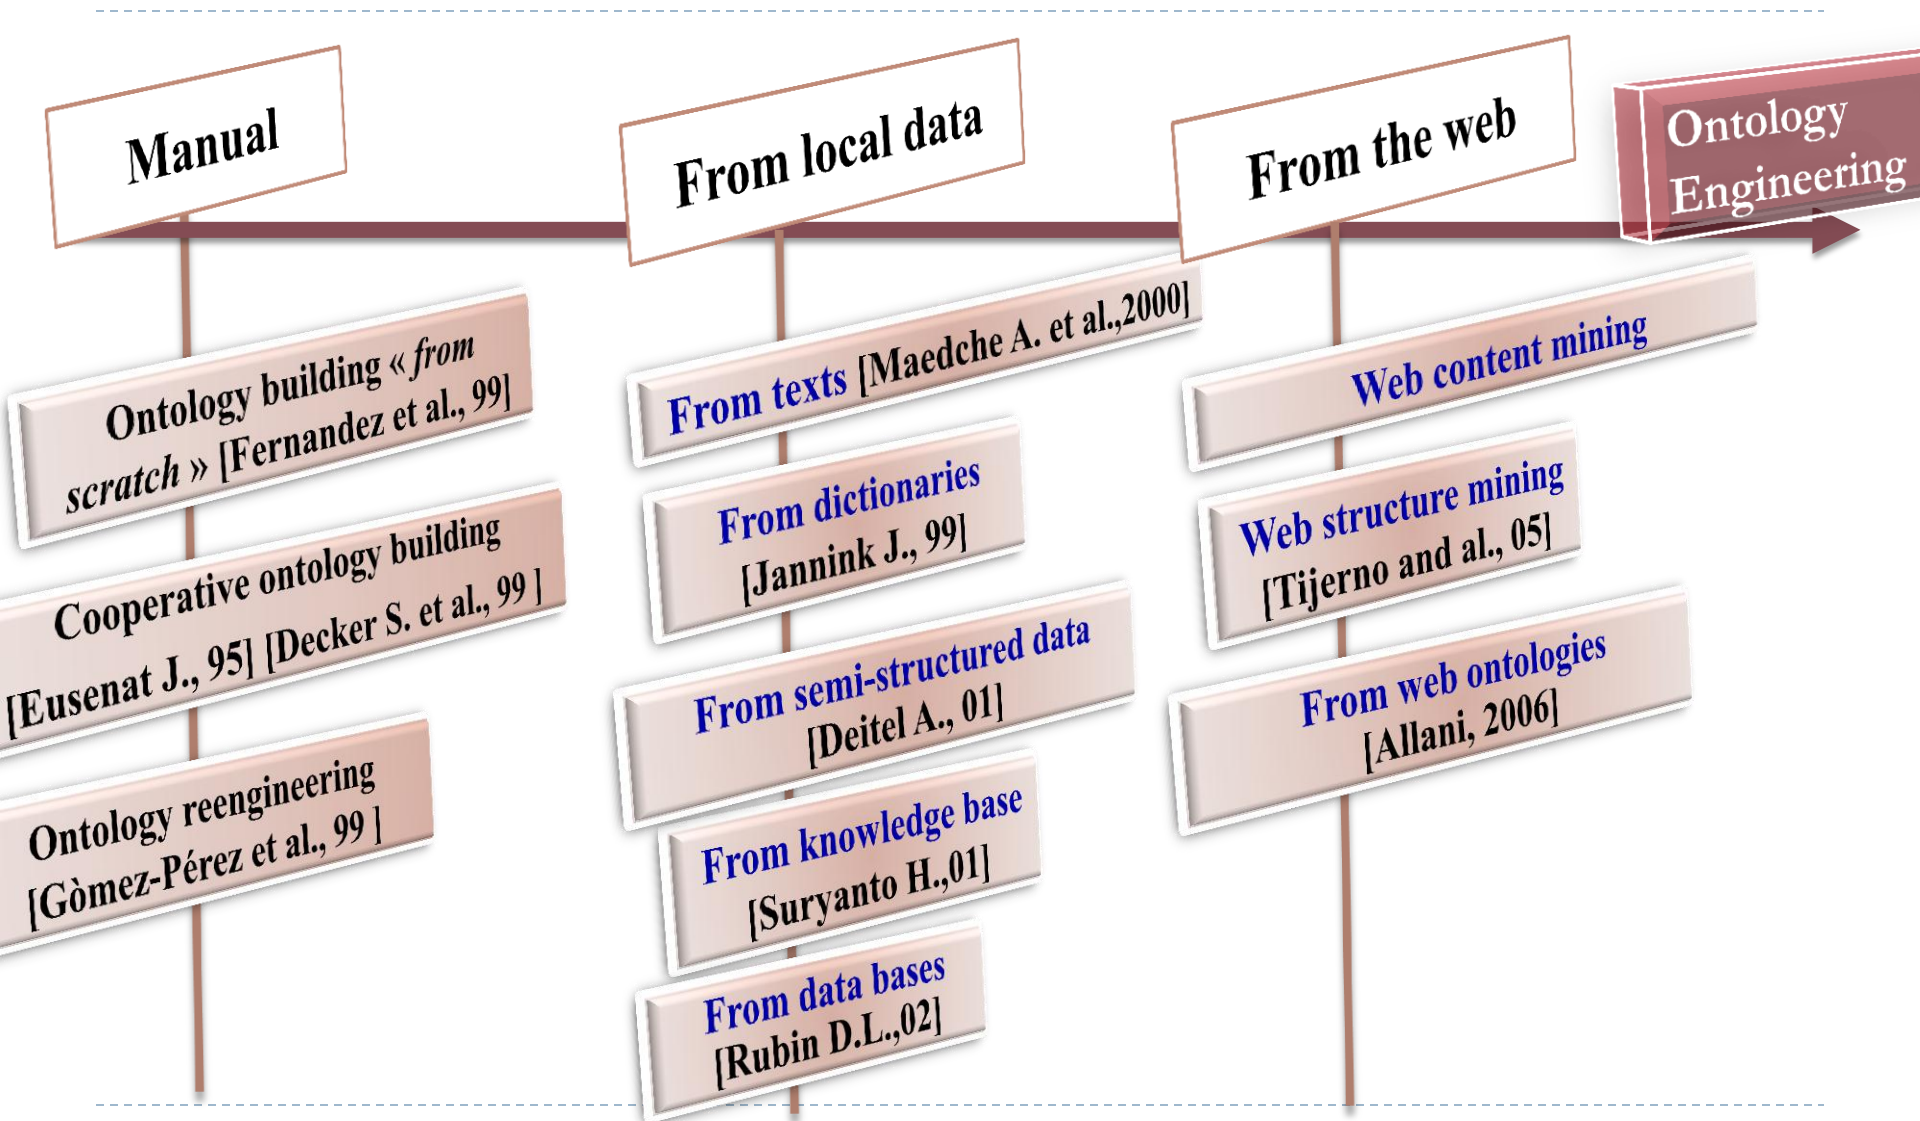 Manual
From local data
From the web
Ontology
Engineering
Ontology building « from
scratch » [Fernandez et al., 99]
Cooperative ontology building
[Eusenat J., 95] [Decker S. et al., 99 ]
Ontology reengineering
[Gòmez-Pérez et al., 99 ]
From texts [Maedche A. et al.,2000]
From dictionaries
[Jannink J., 99]
From semi-structured data
[Deitel A., 01]
From knowledge base
[Suryanto H.,01]
From data bases
[Rubin D.L.,02]
Web content mining
Web structure mining
[Tijerno and al., 05]
From web ontologies
[Allani, 2006]